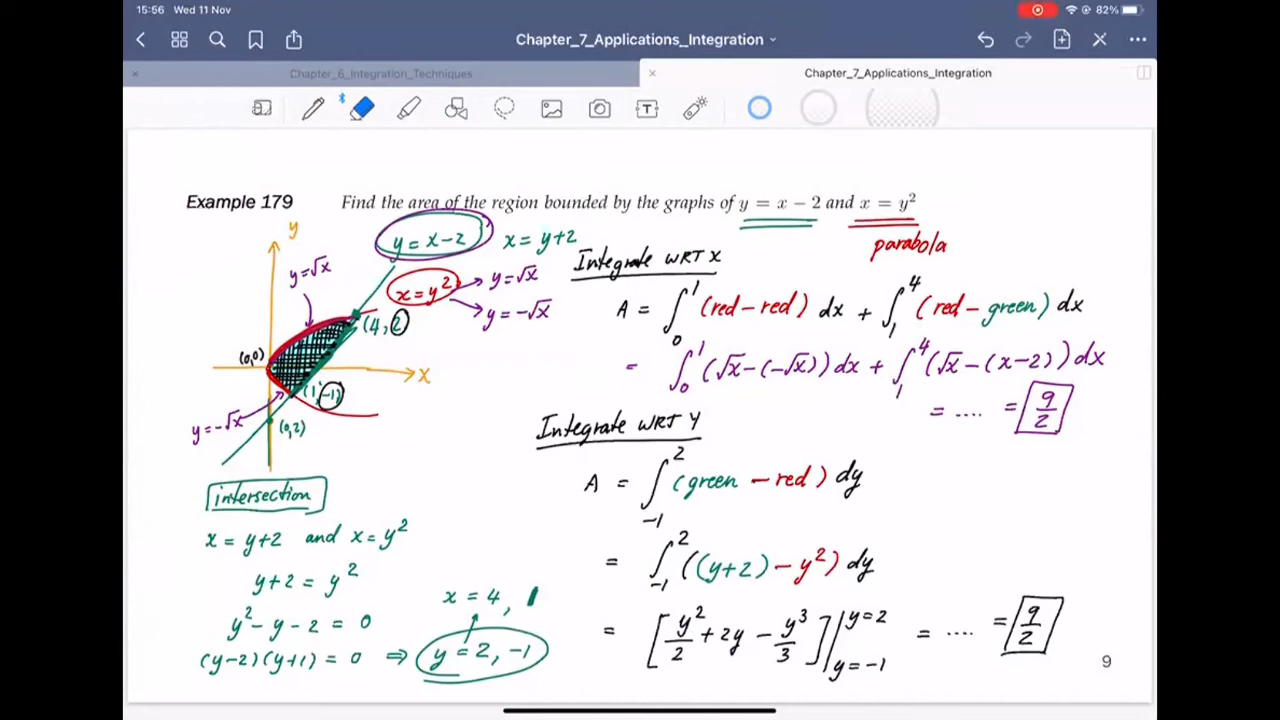 15:56 Wed 11 Nov
82%
Chapter_7_Applications_Integration
Chapter_6_Integration_Techniques
Chapter_7_Applications_Integration
Example 179 Find the area of the region bounded by the graphs of y = x − 2 and x = y²
parabola
y
y = x-2
x = y+2
y=√x
x = y²
y=√x
y = -√x
(4, 2
(0,0)
x
(1,-1)
y=-√x
(0,2)
Integrate WRT X
A = ∫₀¹ (red - red) dx + ∫₁⁴ (red - green) dx
= ∫₀¹ (√x - (-√x)) dx + ∫₁⁴ (√x - (x-2)) dx
= .... = 9/2
Integrate WRT Y
A = ∫₋₁² (green - red) dy
= ∫₋₁² ((y+2) - y²) dy
= [y²/2 + 2y - y³/3] | y=2 y=-1 = .... = 9/2
intersection
x = y+2 and x = y²
y+2 = y²
y² - y - 2 = 0
(y-2)(y+1) = 0 ⇒ y = 2, -1
x = 4, 1
9